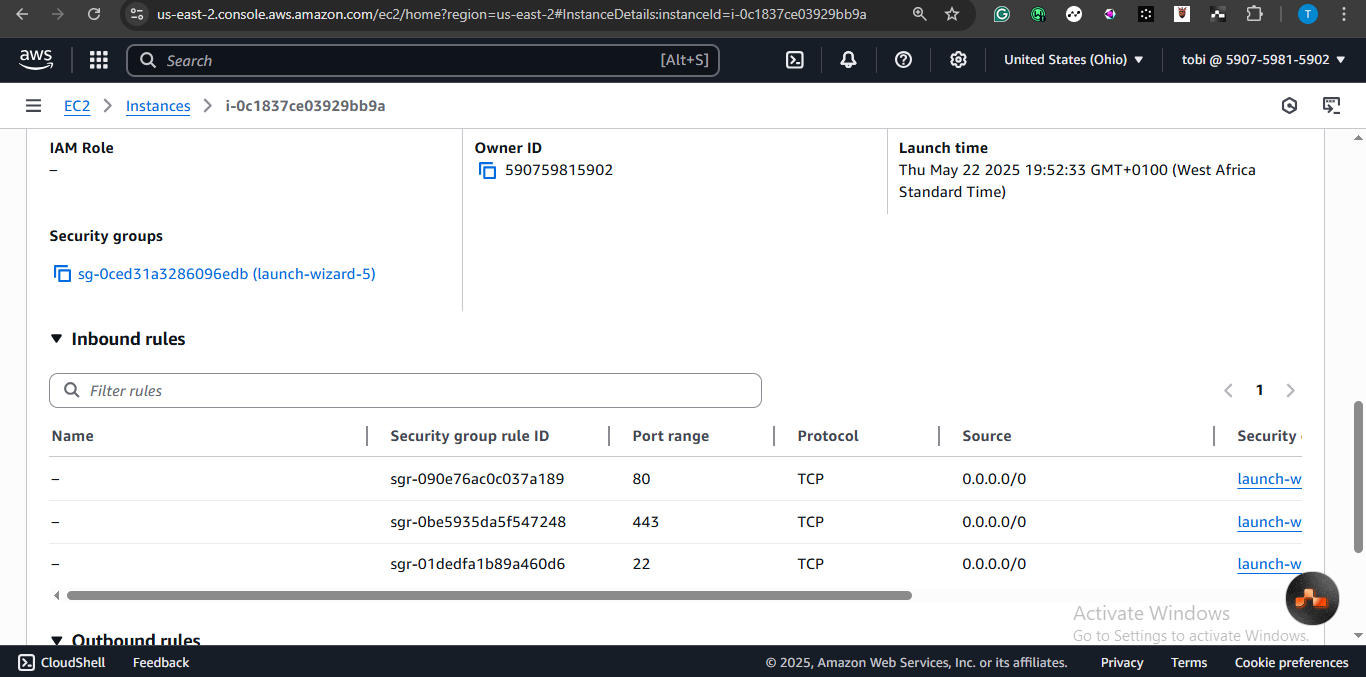 us-east-2.console.aws.amazon.com/ec2/home?region=us-east-2#InstanceDetails:instanceId=i-0c1837ce03929bb9a
T
aws
Search [Alt+S]
United States (Ohio)
tobi @ 5907-5981-5902
EC2 > Instances > i-0c1837ce03929bb9a
IAM Role
–
Owner ID
590759815902
Launch time
Thu May 22 2025 19:52:33 GMT+0100 (West Africa
Standard Time)
Security groups
sg-0ced31a3286096edb (launch-wizard-5)
Inbound rules
Filter rules
1
Name Security group rule ID Port range Protocol Source Security
– sgr-090e76ac0c037a189 80 TCP 0.0.0.0/0 launch-w
– sgr-0be5935da5f547248 443 TCP 0.0.0.0/0 launch-w
– sgr-01dedfa1b89a460d6 22 TCP 0.0.0.0/0 launch-w
Activate Windows
Go to Settings to activate Windows.
Outbound rules
CloudShell Feedback © 2025, Amazon Web Services, Inc. or its affiliates. Privacy Terms Cookie preferences